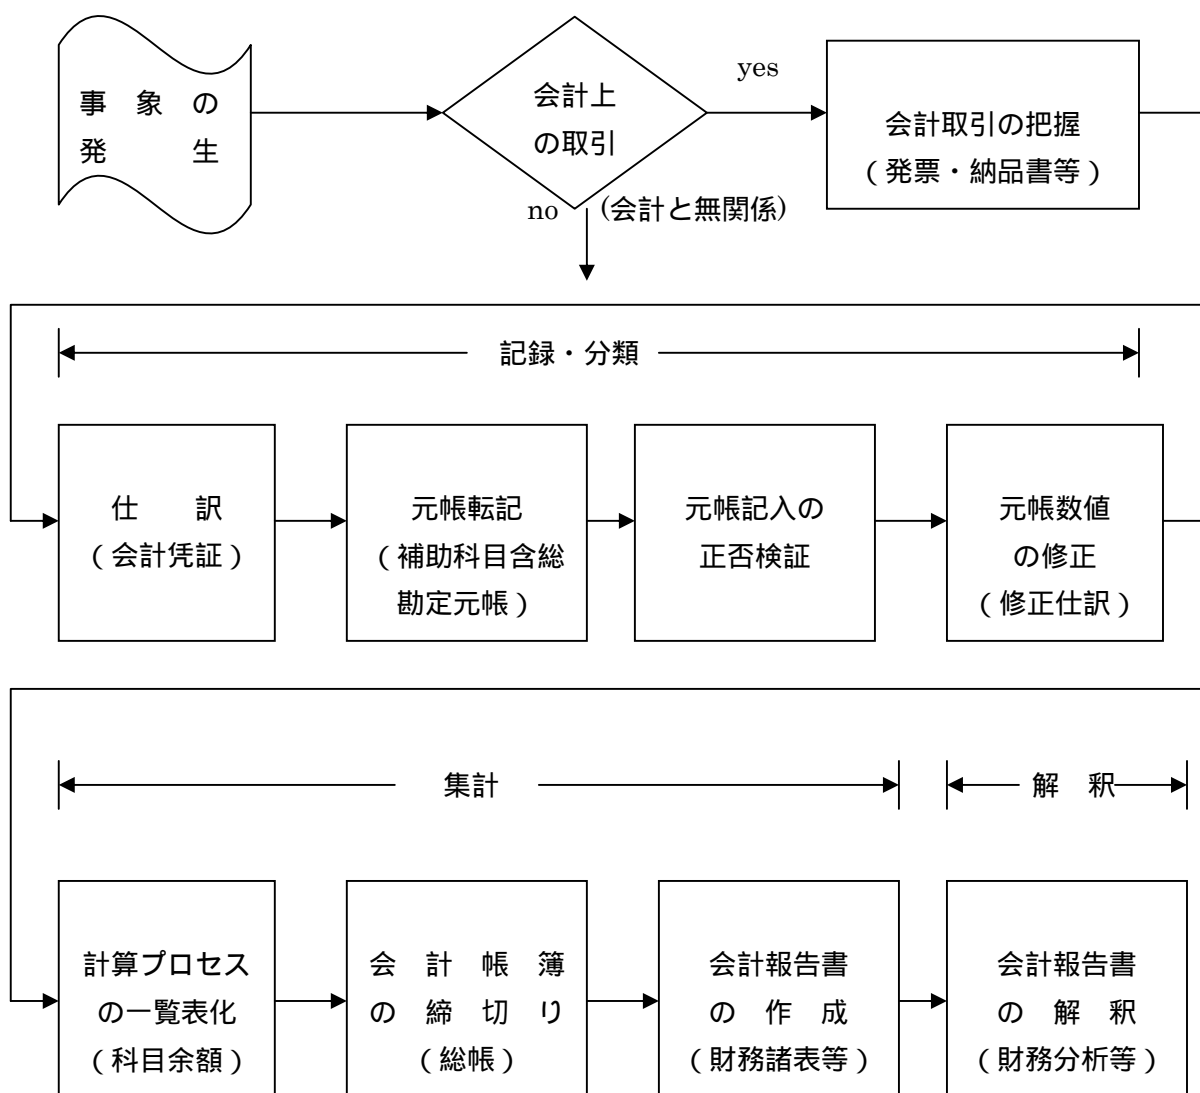 事　象　の
発　　　生
会計上
の取引
yes
会計取引の把握
（発票・納品書等）
no
(会計と無関係)
記録・分類
仕　　訳
（会計凭証）
元帳転記
（補助科目含総
勘定元帳）
元帳記入の
正否検証
元帳数値
の修正
（修正仕訳）
集計
解　釈
計算プロセス
の一覧表化
（科目余額）
会　計　帳　簿
の　締　切　り
（総帳）
会計報告書
の　作　成
（財務諸表等）
会計報告書
の　解　釈
（財務分析等）